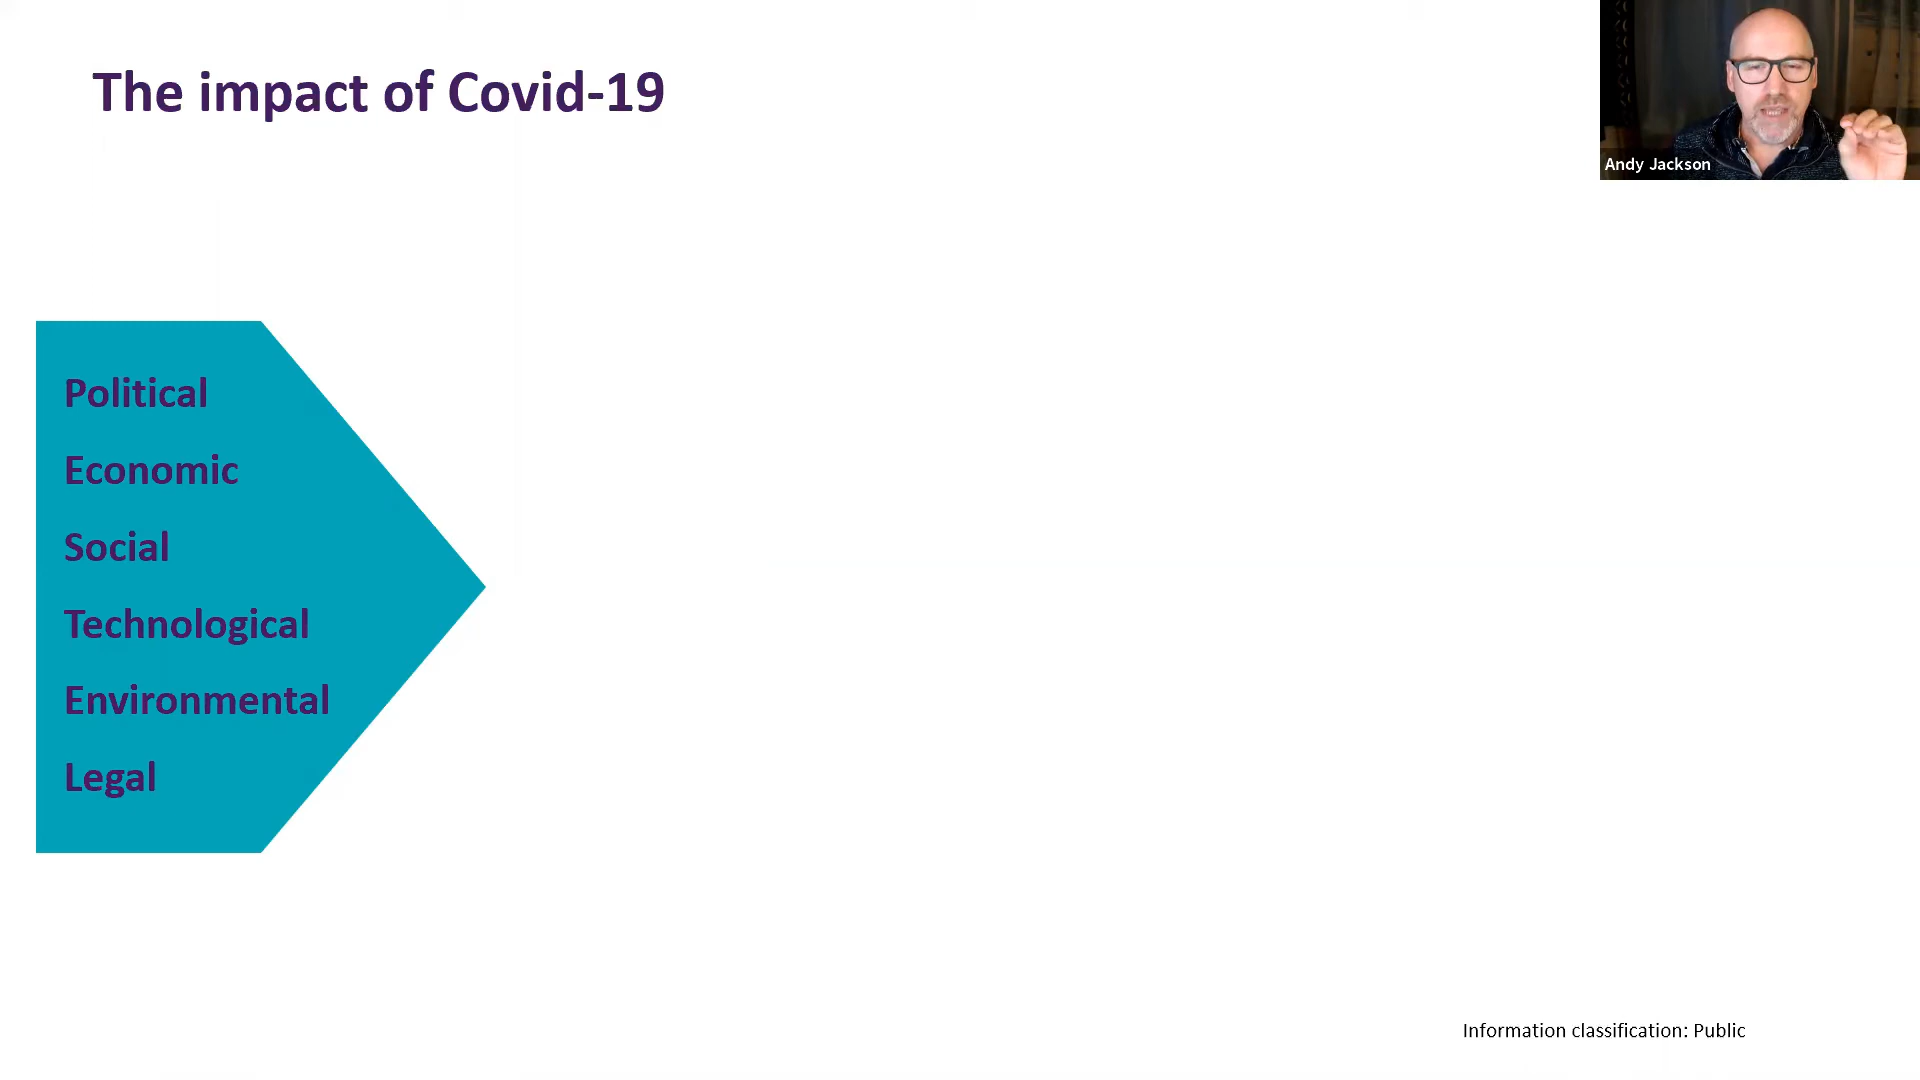 The impact of Covid-19
Andy Jackson
Political
Economic
Social
Technological
Environmental
Legal
Information classification: Public